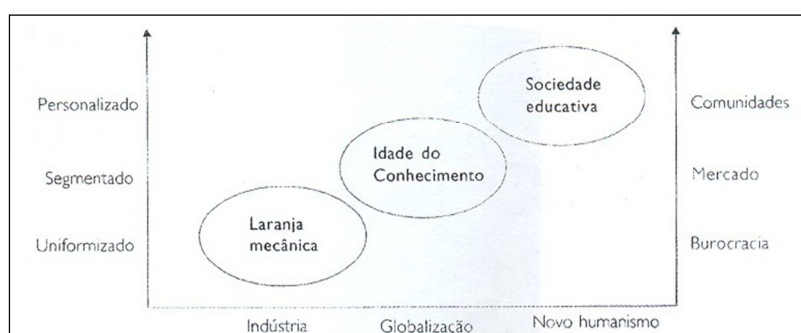 Personalizado
Segmentado
Uniformizado
Sociedade
educativa
Idade do
Conhecimento
Laranja
mecânica
Comunidades
Mercado
Burocracia
Indústria
Globalização
Novo humanismo